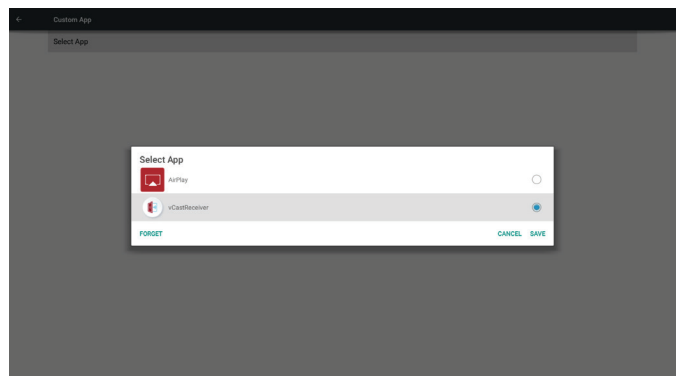 Custom App
Select App
Select App
AirPlay
vCastReceiver
FORGET CANCEL SAVE